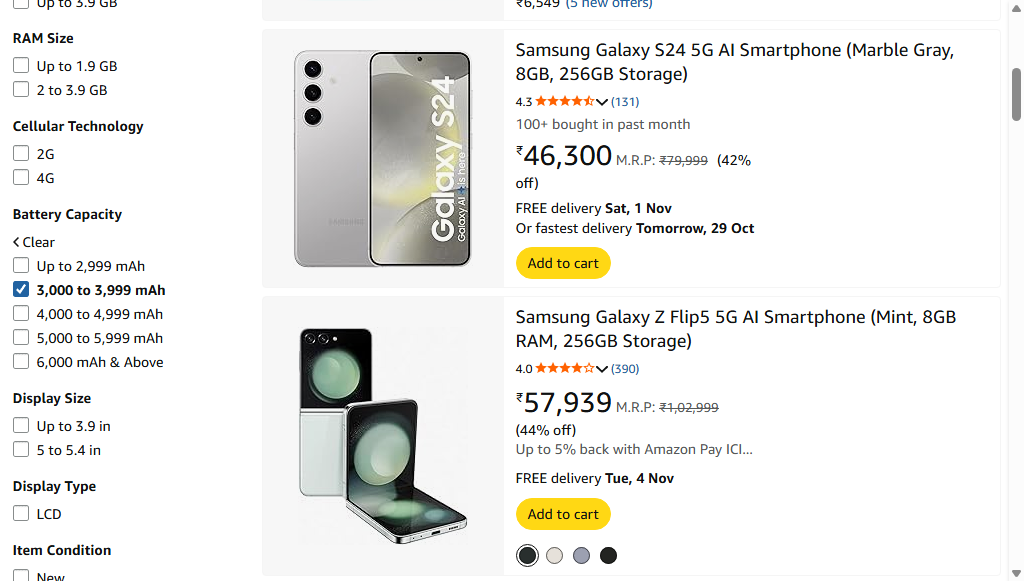 Up to 3.9 GB
RAM Size
Up to 1.9 GB
2 to 3.9 GB
Cellular Technology
2G
4G
Battery Capacity
Clear
Up to 2,999 mAh
3,000 to 3,999 mAh
4,000 to 4,999 mAh
5,000 to 5,999 mAh
6,000 mAh & Above
Display Size
Up to 3.9 in
5 to 5.4 in
Display Type
LCD
Item Condition
New
₹6,549 (5 new offers)
Galaxy S24
Galaxy AI is here
SAMSUNG
Samsung Galaxy S24 5G AI Smartphone (Marble Gray,
8GB, 256GB Storage)
4.3 (131)
100+ bought in past month
₹46,300 M.R.P: ₹79,999 (42%
off)
FREE delivery Sat, 1 Nov
Or fastest delivery Tomorrow, 29 Oct
Add to cart
Samsung Galaxy Z Flip5 5G AI Smartphone (Mint, 8GB
RAM, 256GB Storage)
4.0 (390)
₹57,939 M.R.P: ₹1,02,999
(44% off)
Up to 5% back with Amazon Pay ICI…
FREE delivery Tue, 4 Nov
Add to cart